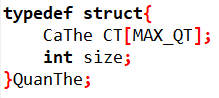 typedef struct{
CaThe CT[MAX_QT];
int size;
}QuanThe;